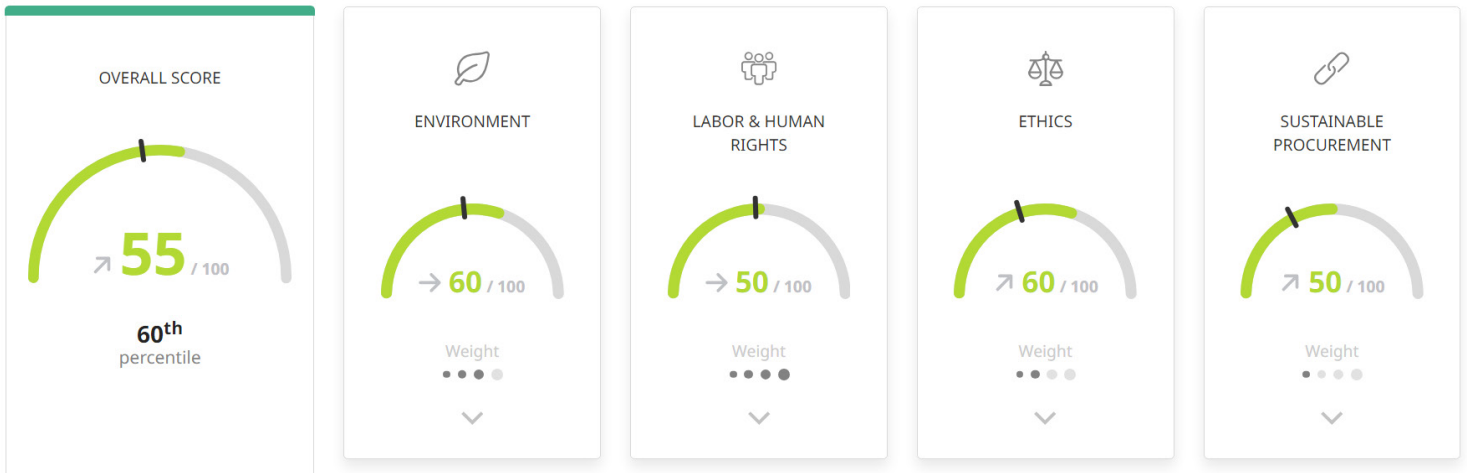 OVERALL SCORE
55 / 100
60th
percentile
ENVIRONMENT
60 / 100
Weight
LABOR & HUMAN
RIGHTS
50 / 100
Weight
ETHICS
60 / 100
Weight
SUSTAINABLE
PROCUREMENT
50 / 100
Weight